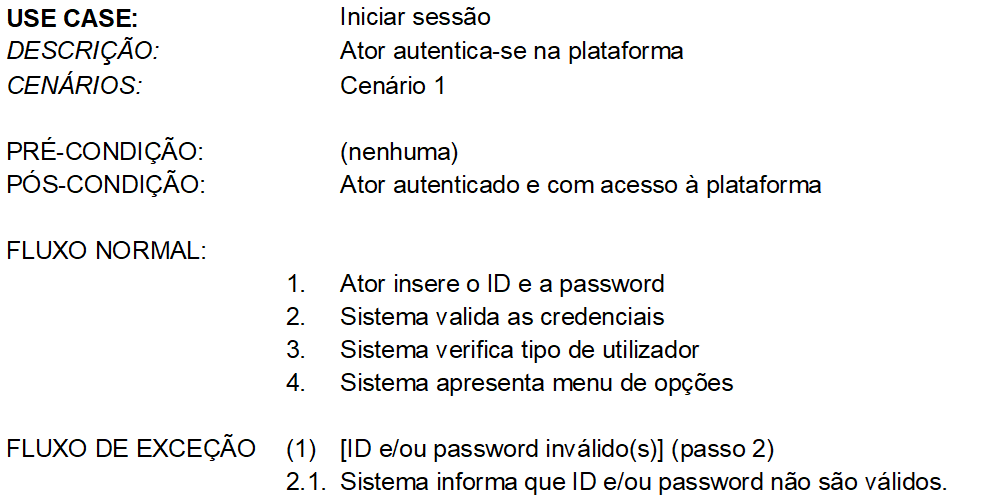 USE CASE: Iniciar sessão
DESCRIÇÃO: Ator autentica-se na plataforma
CENÁRIOS: Cenário 1
PRÉ-CONDIÇÃO: (nenhuma)
PÓS-CONDIÇÃO: Ator autenticado e com acesso à plataforma
FLUXO NORMAL:
1. Ator insere o ID e a password
2. Sistema valida as credenciais
3. Sistema verifica tipo de utilizador
4. Sistema apresenta menu de opções
FLUXO DE EXCEÇÃO (1) [ID e/ou password inválido(s)] (passo 2)
2.1. Sistema informa que ID e/ou password não são válidos.